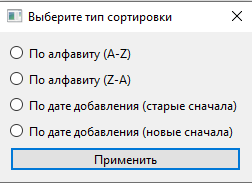 Выберите тип сортировки
По алфавиту (A-Z)
По алфавиту (Z-A)
По дате добавления (старые сначала)
По дате добавления (новые сначала)
Применить